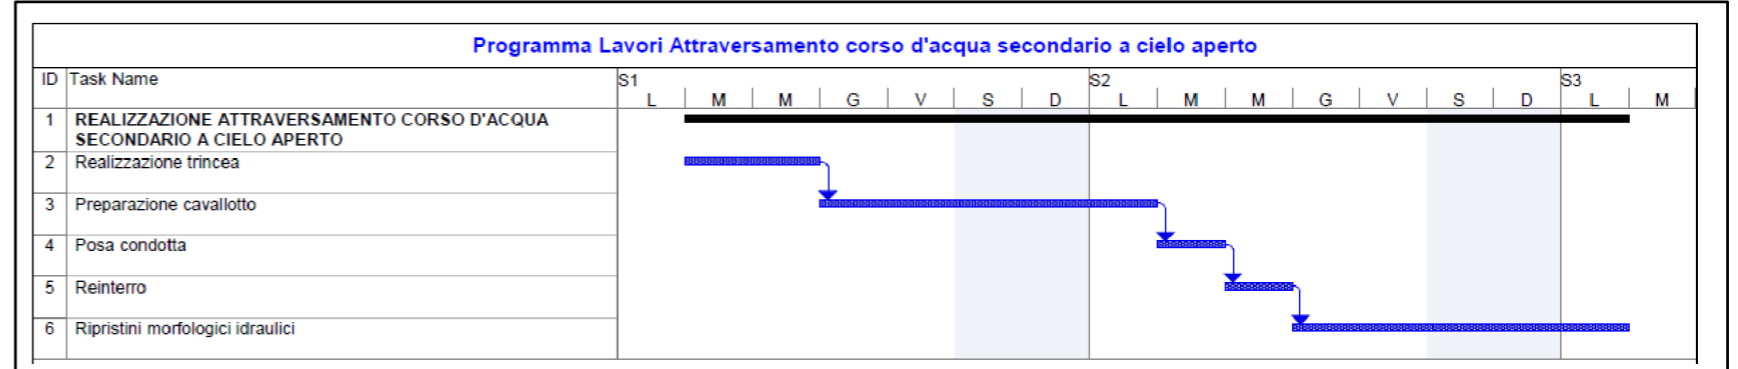 Programma Lavori Attraversamento corso d'acqua secondario a cielo aperto
ID Task Name S1 S2 S3
L M M G V S D L M M G V S D L M
1 REALIZZAZIONE ATTRAVERSAMENTO CORSO D'ACQUA
SECONDARIO A CIELO APERTO
2 Realizzazione trincea
3 Preparazione cavallotto
4 Posa condotta
5 Reinterro
6 Ripristini morfologici idraulici